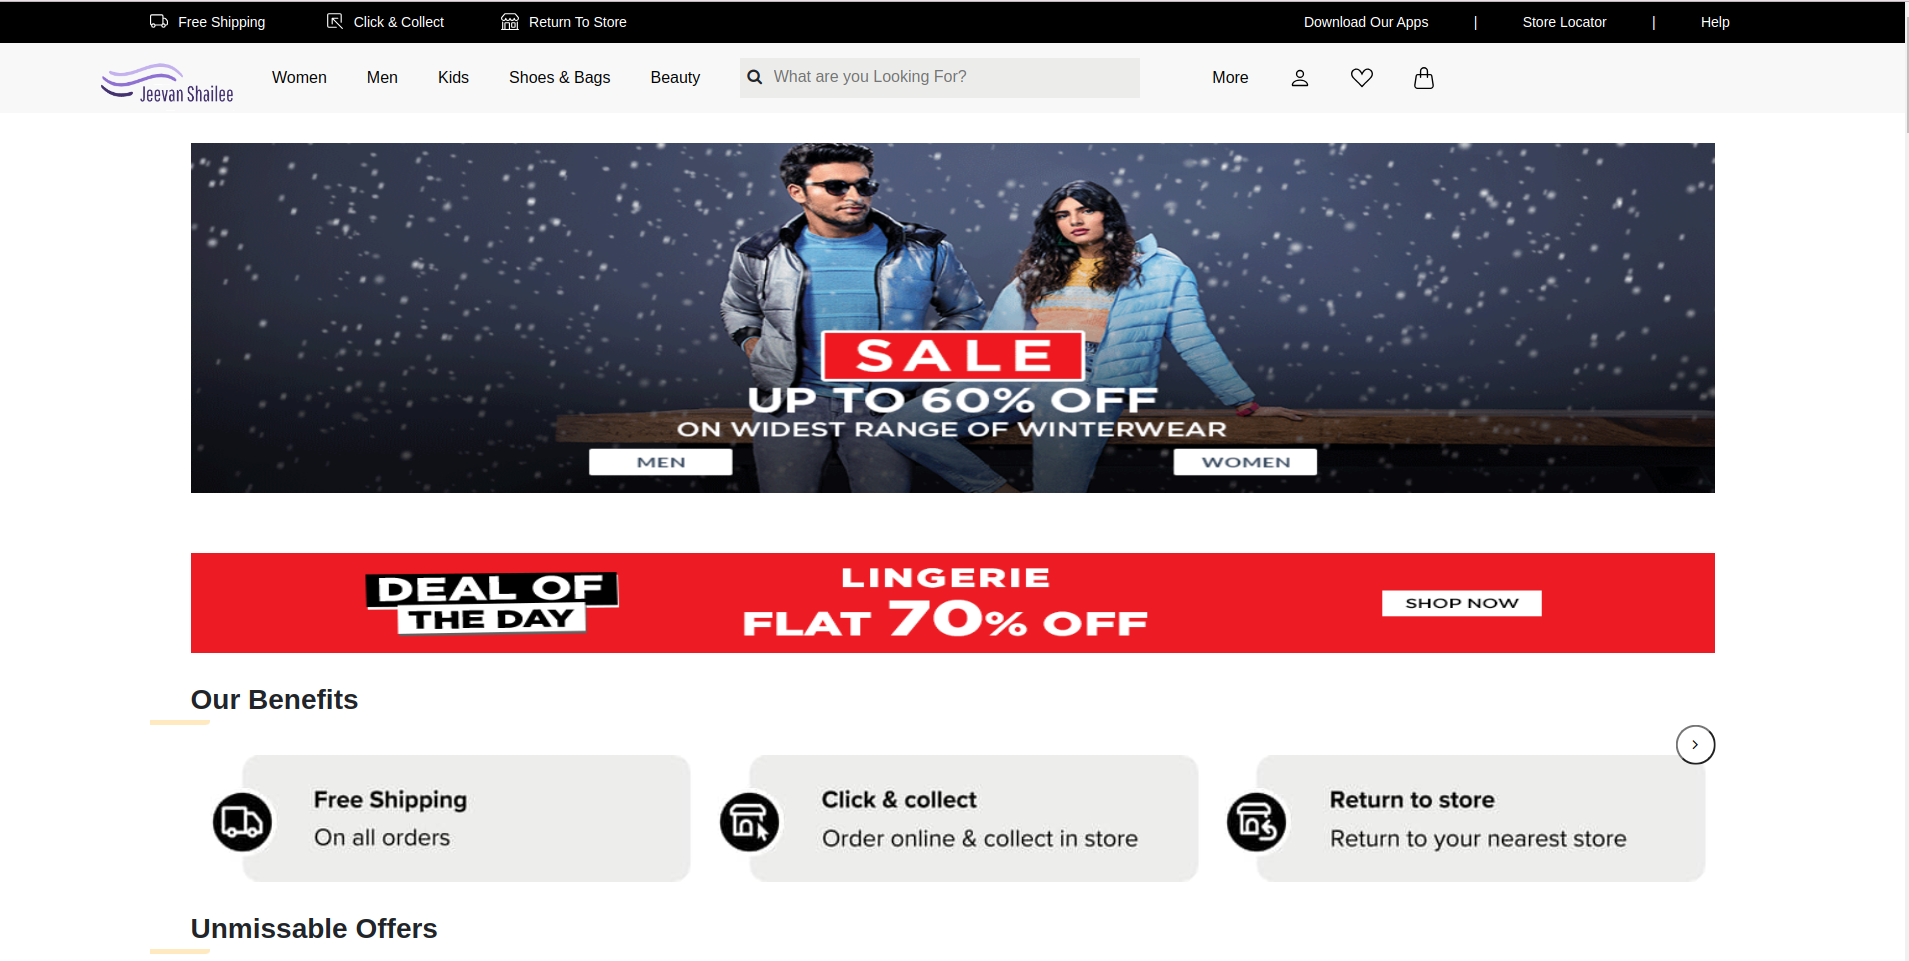 Free Shipping
Click & Collect
Return To Store
Download Our Apps | Store Locator | Help
Jeevan Shailee
Women
Men
Kids
Shoes & Bags
Beauty
What are you Looking For?
More
SALE
UP TO 60% OFF
ON WIDEST RANGE OF WINTERWEAR
MEN
WOMEN
DEAL OF
THE DAY
LINGERIE
FLAT 70% OFF
SHOP NOW
Our Benefits
Free Shipping
On all orders
Click & collect
Order online & collect in store
Return to store
Return to your nearest store
Unmissable Offers